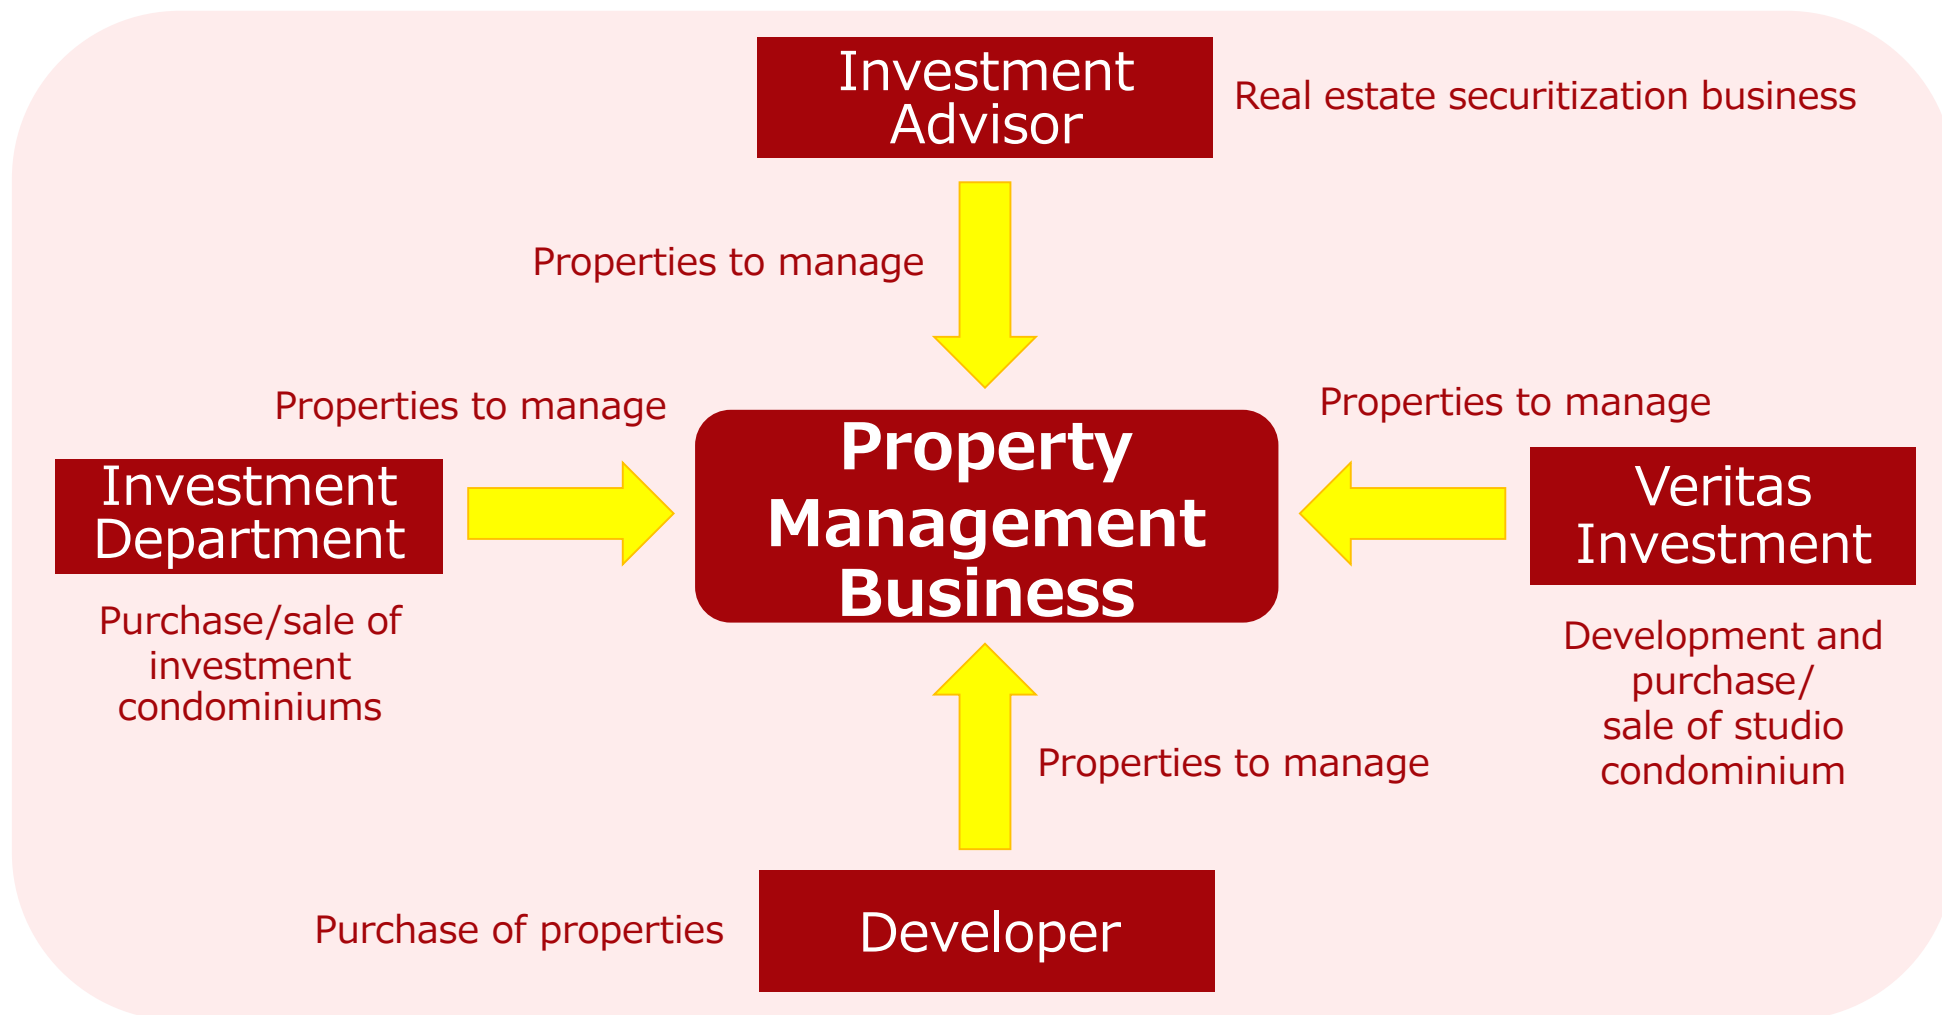 Investment
Advisor
Real estate securitization business
Properties to manage
Properties to manage
Properties to manage
Property
Management
Business
Investment
Department
Veritas
Investment
Purchase/sale of
investment
condominiums
Development and
purchase/
sale of studio
condominium
Properties to manage
Purchase of properties
Developer